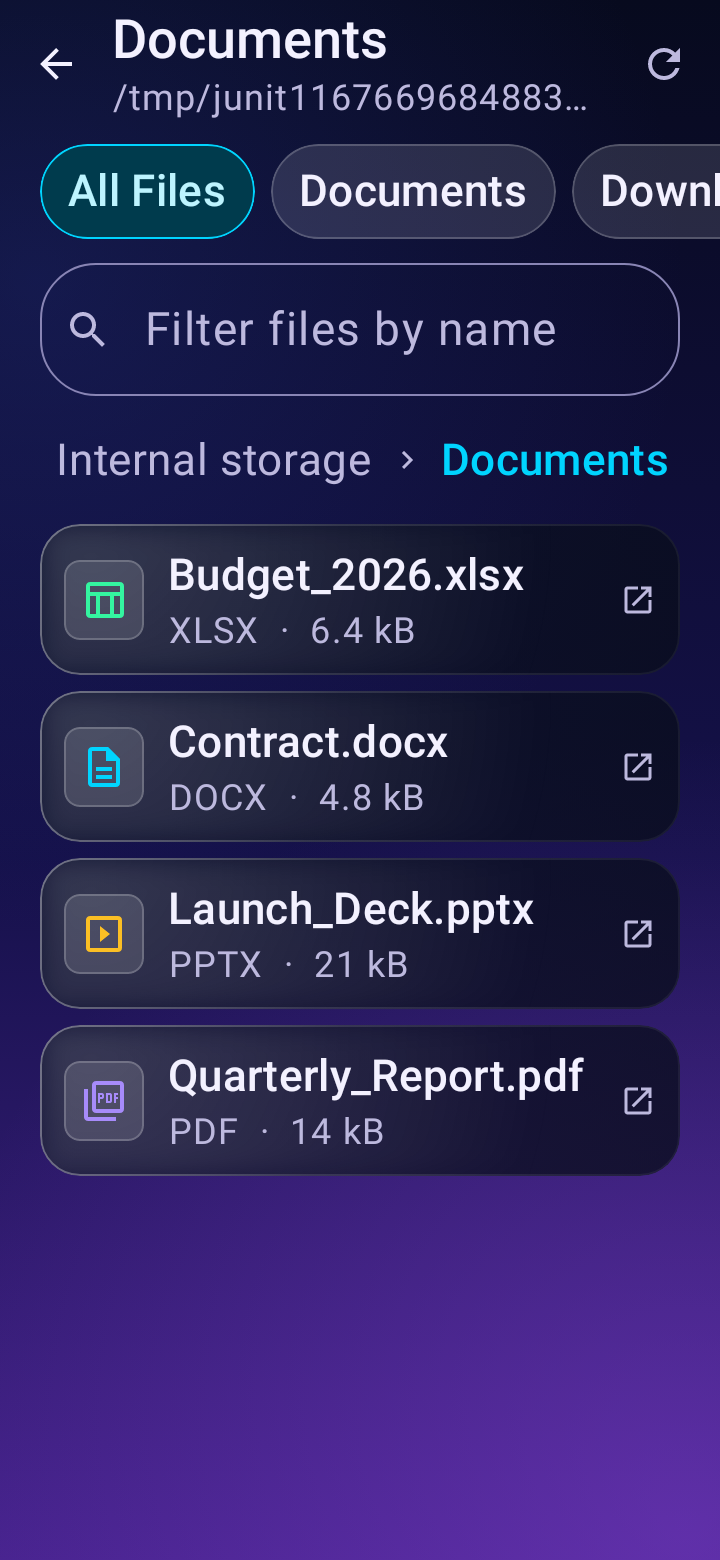 Documents
/tmp/junit1167669684883…
All Files
Documents
Downl
Filter files by name
Internal storage › Documents
Budget_2026.xlsx
XLSX · 6.4 kB
Contract.docx
DOCX · 4.8 kB
Launch_Deck.pptx
PPTX · 21 kB
Quarterly_Report.pdf
PDF
PDF · 14 kB